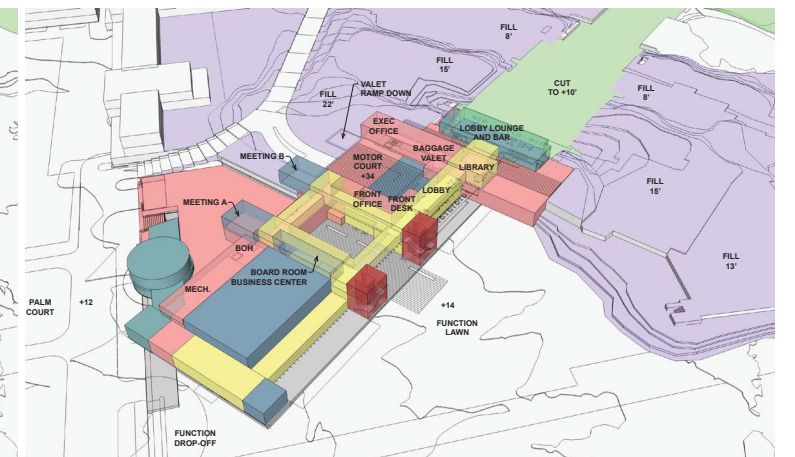 FILL
8'
FILL
15'
VALET
RAMP DOWN
FILL
22'
CUT
TO +10'
FILL
8'
EXEC
OFFICE
LOBBY LOUNGE
AND BAR
BAGGAGE
VALET
MEETING B
MOTOR
COURT
+34
LIBRARY
FILL
15'
MEETING A
FRONT
OFFICE
FRONT
DESK
LOBBY
BOH
BOARD ROOM
BUSINESS CENTER
FILL
13'
MECH.
PALM
COURT
+12
+14
FUNCTION
LAWN
FUNCTION
DROP-OFF